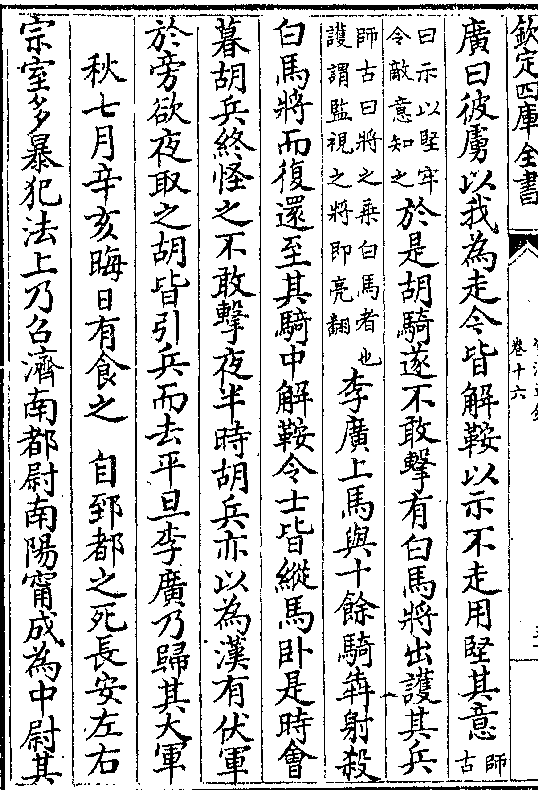 欽定四庫全書
卷十六
廣曰彼虜以我為走令皆解鞍以示不走用堅其意師古
曰示以堅牢令敵意知之於是胡騎遂不敢擊有白馬將出護其兵
師古曰將之乗白馬者也護謂監視之將即亮翻李廣上馬與十餘騎犇射殺
白馬將而復還至其騎中解鞍令士皆縱馬卧是時會
暮胡兵終怪之不敢擊夜半時胡兵亦以為漢有伏軍
於旁欲夜取之胡皆引兵而去平旦李廣乃歸其大軍
秋七月辛亥晦日有食之 自郅都之死長安左右
宗室多暴犯法上乃召濟南都尉南陽甯成為中尉其